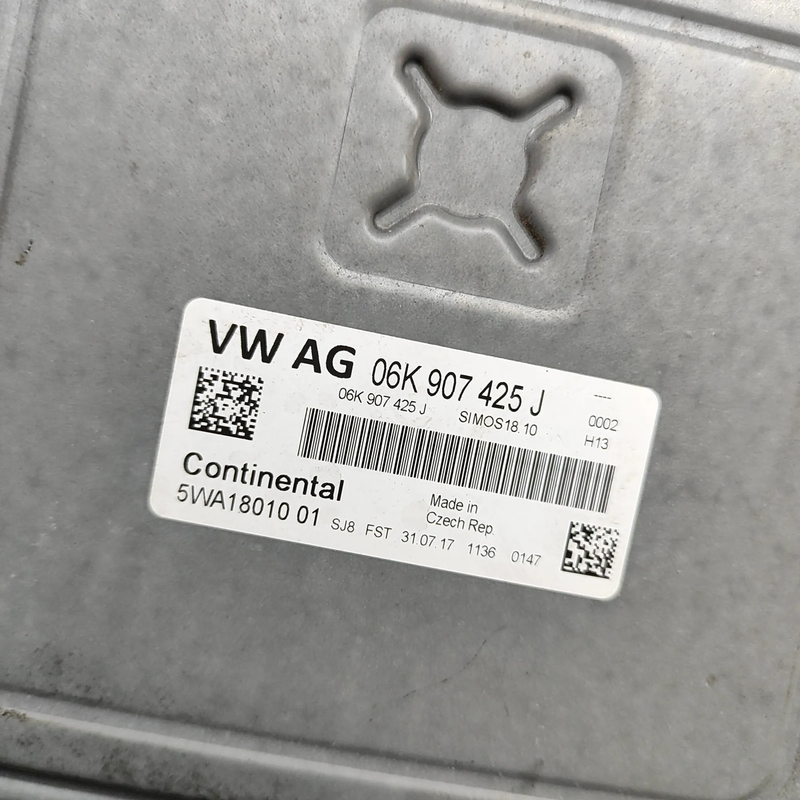 VW AG 06K 907 425 J
06K 907 425 J SIMOS18.10 0002
H13
Continental
5WA18010 01
Made in
Czech Rep.
SJ8 FST 31.07.17 1136 0147